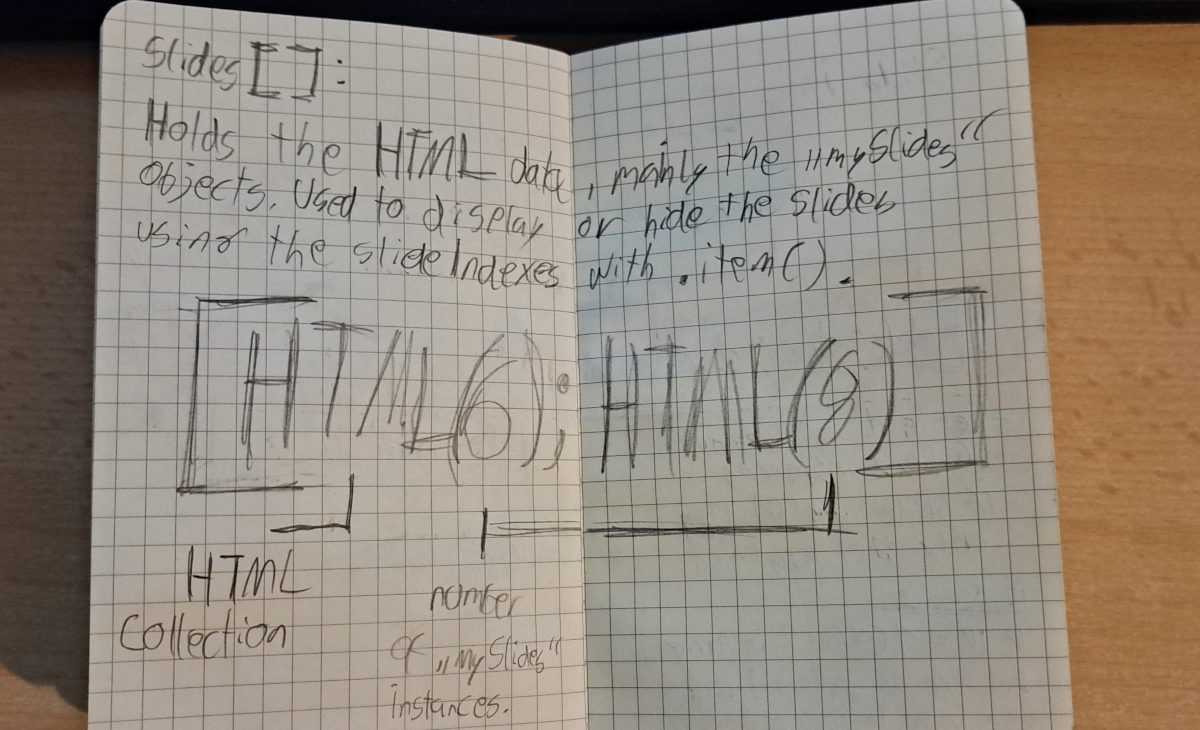 Slides[]:
Holds the HTML data, mainly the „mySlides“
Objects. Used to display or hide the slides
using the slideIndexes with .item().
[HTML(6); HTML(8)]
HTML
Collection
number
of „mySlides“
instances.